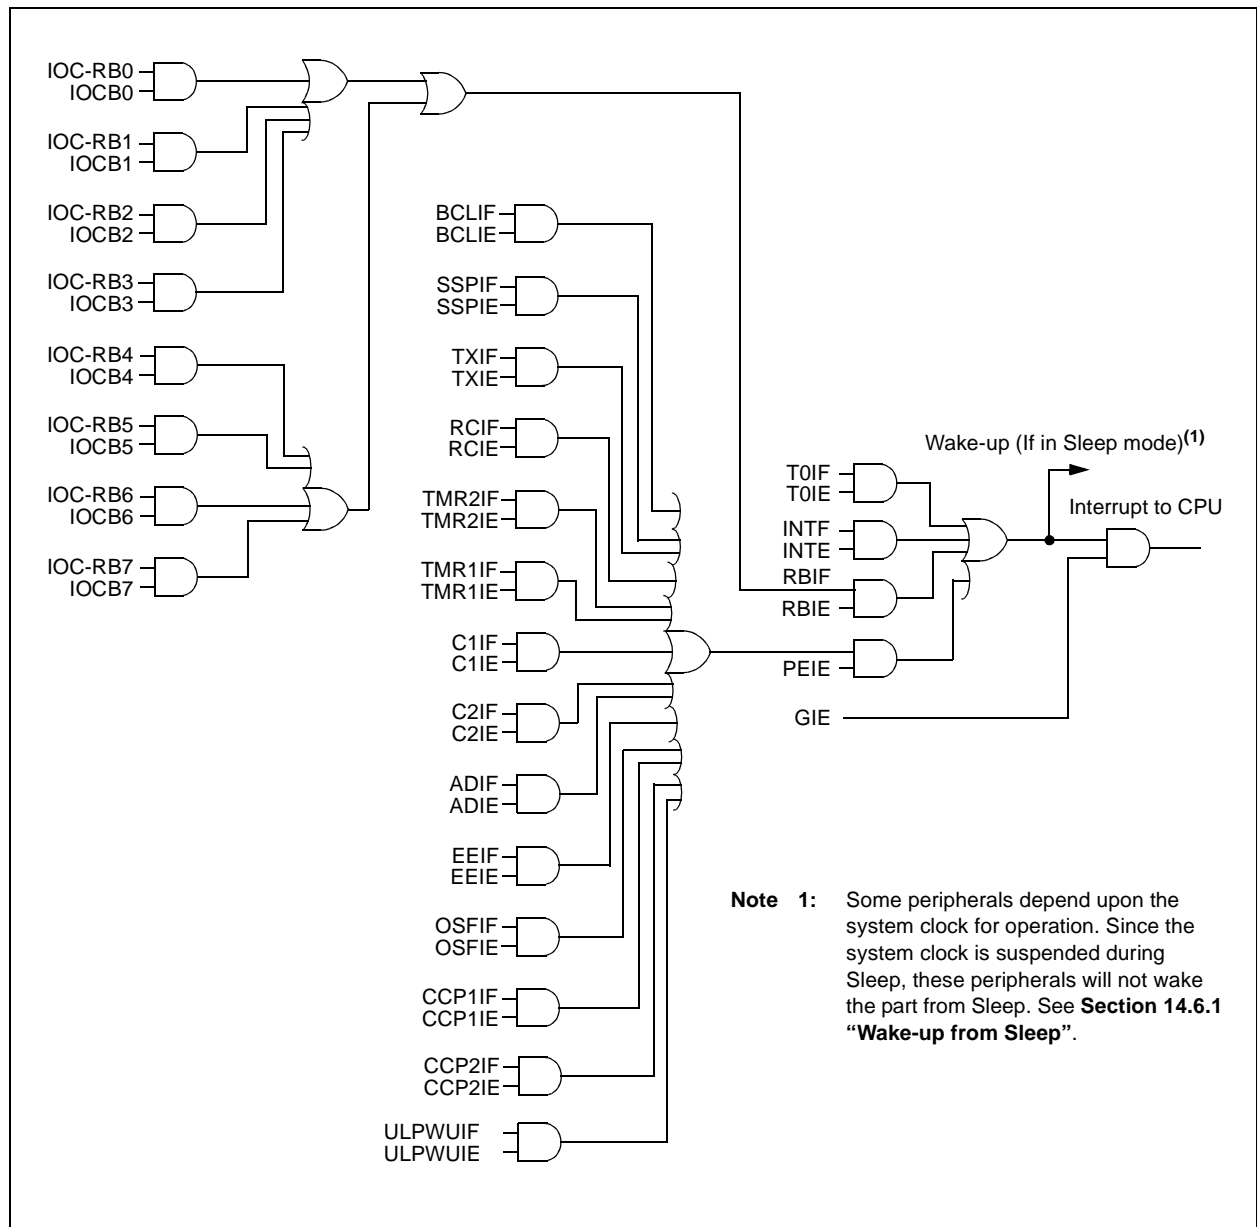 IOC-RB0
IOCB0
IOC-RB1
IOCB1
IOC-RB2
IOCB2
IOC-RB3
IOCB3
IOC-RB4
IOCB4
IOC-RB5
IOCB5
IOC-RB6
IOCB6
IOC-RB7
IOCB7
BCLIF
BCLIE
SSPIF
SSPIE
TXIF
TXIE
RCIF
RCIE
TMR2IF
TMR2IE
TMR1IF
TMR1IE
C1IF
C1IE
C2IF
C2IE
ADIF
ADIE
EEIF
EEIE
OSFIF
OSFIE
CCP1IF
CCP1IE
CCP2IF
CCP2IE
ULPWUIF
ULPWUIE
T0IF
T0IE
INTF
INTE
RBIF
RBIE
PEIE
GIE
Wake-up (If in Sleep mode)(1)
Interrupt to CPU
Note 1: Some peripherals depend upon the
system clock for operation. Since the
system clock is suspended during
Sleep, these peripherals will not wake
the part from Sleep. See Section 14.6.1
“Wake-up from Sleep”.